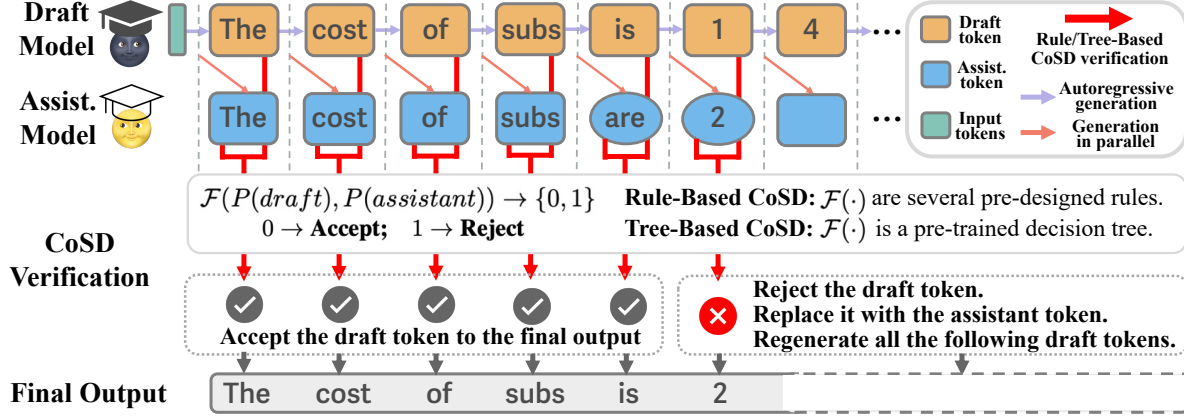 Draft
Model
The cost of subs is 1 4 ...
Assist.
Model
The cost of subs are 2 ...
Draft
token
Assist.
token
Input
tokens
Rule/Tree-Based
CoSD verification
Autoregressive
generation
Generation
in parallel
CoSD
Verification
F(P(draft), P(assistant)) → {0, 1}
0 → Accept; 1 → Reject
Rule-Based CoSD: F(·) are several pre-designed rules.
Tree-Based CoSD: F(·) is a pre-trained decision tree.
Accept the draft token to the final output
Reject the draft token.
Replace it with the assistant token.
Regenerate all the following draft tokens.
Final Output
The cost of subs is 2